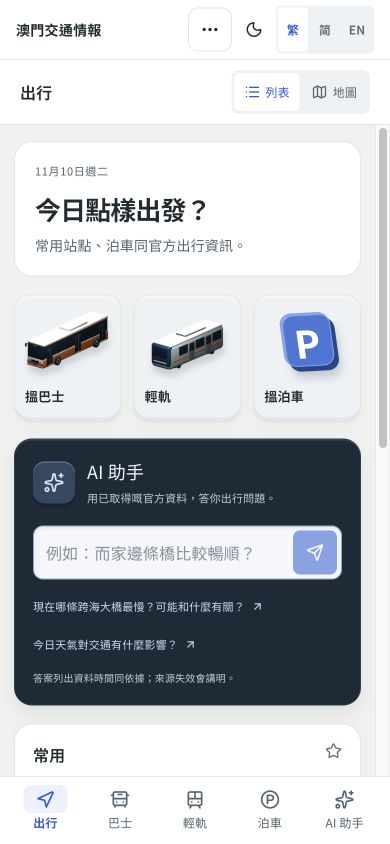 澳門交通情報
繁 简 EN
出行
列表 地圖
11月10日週二
今日點樣出發？
常用站點、泊車同官方出行資訊。
搵巴士 輕軌 搵泊車
P
AI 助手
用已取得嘅官方資料，答你出行問題。
例如：而家邊條橋比較暢順？
現在哪條跨海大橋最慢？可能和什麼有關？
今日天氣對交通有什麼影響？
答案列出資料時間同依據；來源失效會講明。
常用
出行 巴士 輕軌 泊車 AI 助手